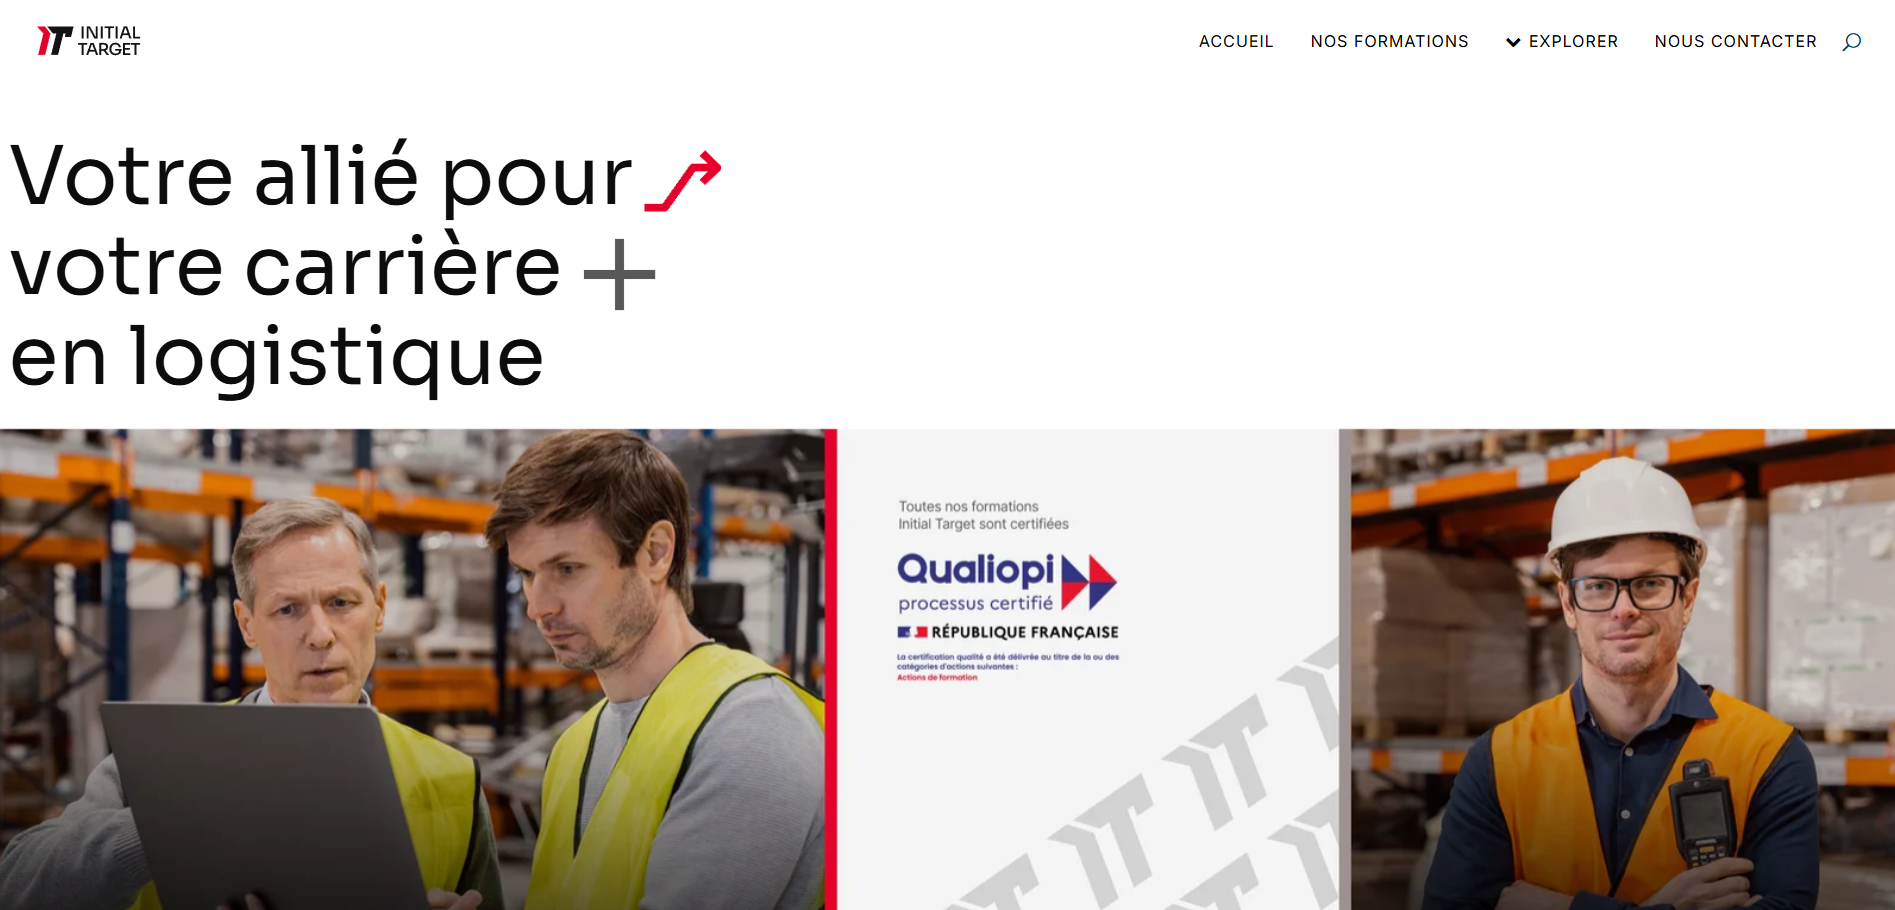 INITIAL
TARGET
ACCUEIL
NOS FORMATIONS
EXPLORER
NOUS CONTACTER
Votre allié pour
votre carrière
en logistique
Toutes nos formations
Initial Target sont certifiées
Qualiopi
processus certifié
RÉPUBLIQUE FRANÇAISE
La certification qualité a été délivrée au titre de la ou des
catégories d'actions suivantes :
Actions de formation